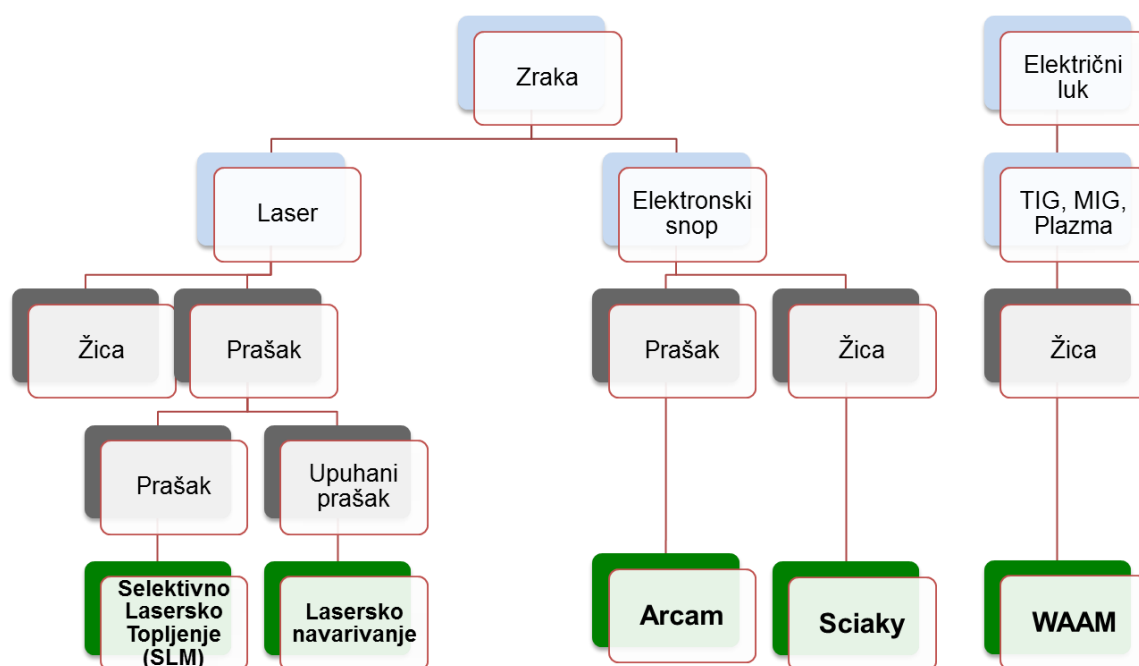 Zraka
Električni
luk
Laser
Elektronski
snop
TIG, MIG,
Plazma
Žica
Prašak
Prašak
Žica
Žica
Prašak
Upuhani
prašak
Selektivno
Lasersko
Topljenje
(SLM)
Lasersko
navarivanje
Arcam
Sciaky
WAAM